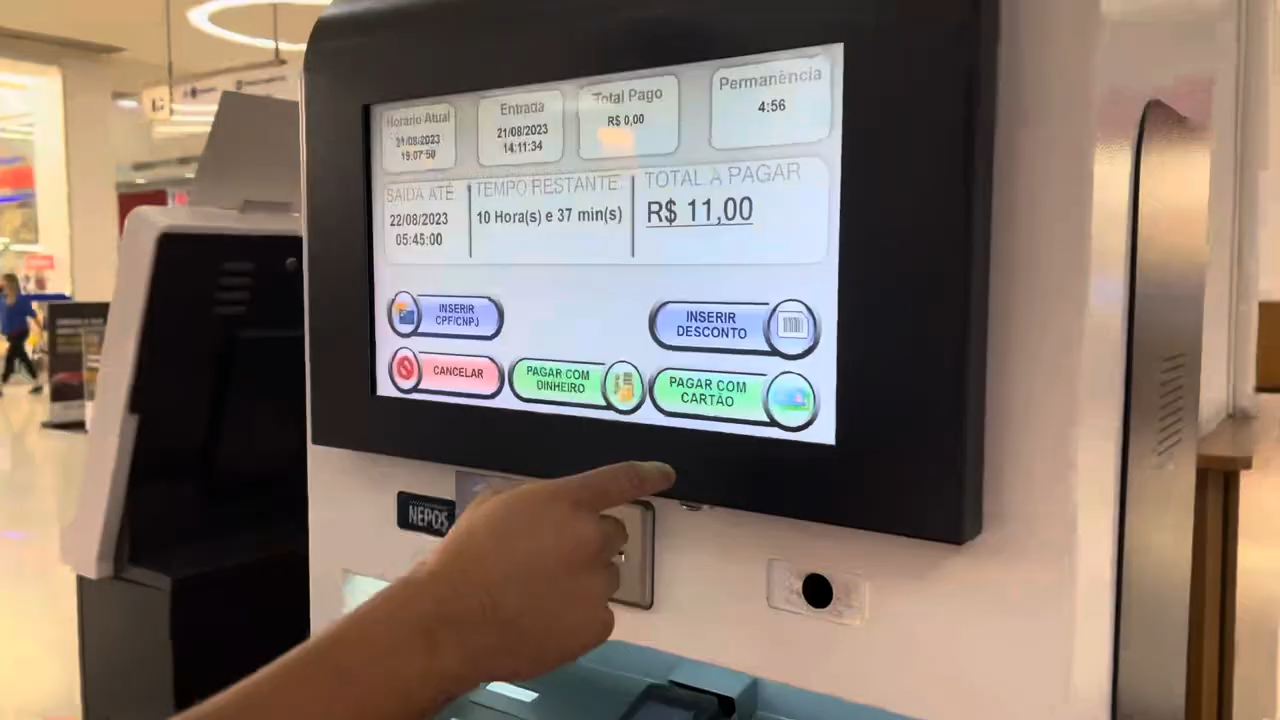 Horário Atual
21/08/2023
19:07:50
Entrada
21/08/2023
14:11:34
Total Pago
R$ 0,00
Permanência
4:56
SAÍDA ATÉ
22/08/2023
05:45:00
TEMPO RESTANTE
10 Hora(s) e 37 min(s)
TOTAL A PAGAR
R$ 11,00
INSERIR
CPF/CNPJ
INSERIR
DESCONTO
CANCELAR
PAGAR COM
DINHEIRO
PAGAR COM
CARTÃO
NEPOS